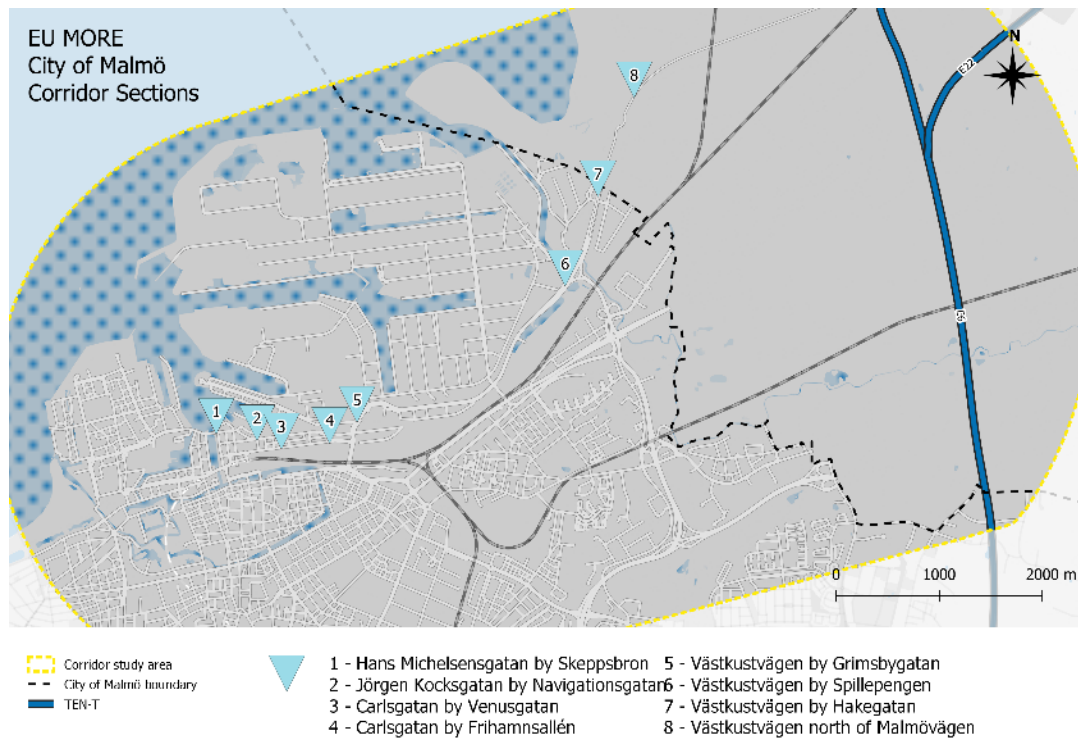 EU MORE
City of Malmö
Corridor Sections
N
E22
8
7
6
5
1
2
3
4
0
1000
2000 m
Corridor study area
City of Malmö boundary
TEN-T
1 - Hans Michelsensgatan by Skeppsbron
2 - Jörgen Kocksgatan by Navigationsgatan
3 - Carlsgatan by Venusgatan
4 - Carlsgatan by Frihamnsallén
5 - Västkustvägen by Grimsbygatan
6 - Västkustvägen by Spillepengen
7 - Västkustvägen by Hakegatan
8 - Västkustvägen north of Malmövägen